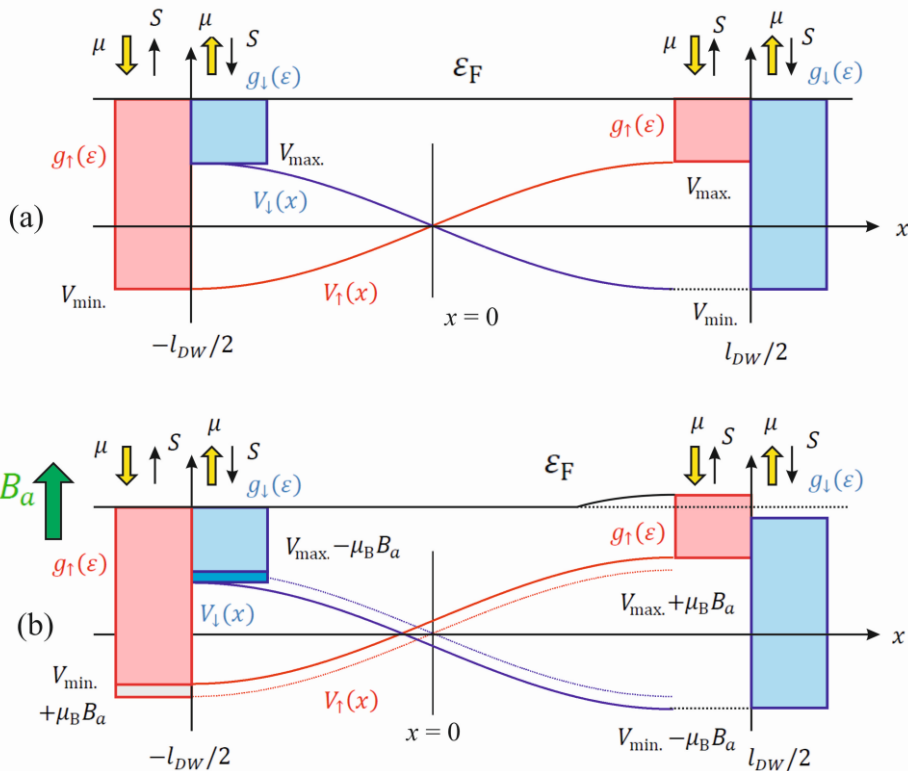 μ S μ S μ S μ S
g↓(ε) ε_F g↓(ε)
g↑(ε) V_max. g↑(ε)
V_max.
V↓(x)
(a) x
V_min. V↑(x) V_min.
x = 0
−l_DW/2 l_DW/2
μ S μ S μ S μ S
B_a g↓(ε) ε_F g↓(ε)
g↑(ε) V_max.−μ_B B_a g↑(ε)
V↓(x) V_max.+μ_B B_a
(b) x
V_min. +μ_B B_a V↑(x)
x = 0 V_min.−μ_B B_a
−l_DW/2 l_DW/2